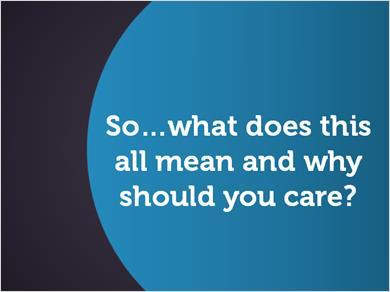 So...what does this
all mean and why
should you care?